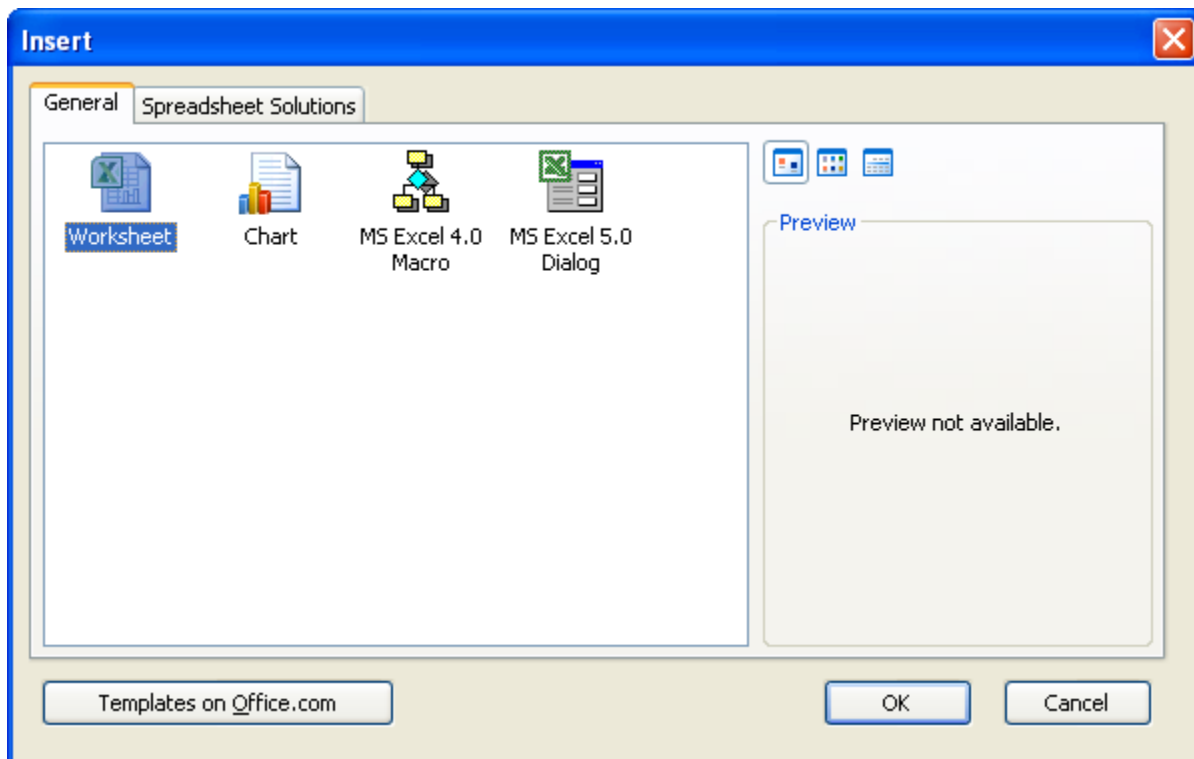 Insert
General
Spreadsheet Solutions
Worksheet
Chart
MS Excel 4.0
Macro
MS Excel 5.0
Dialog
Preview
Preview not available.
Templates on Office.com
OK
Cancel